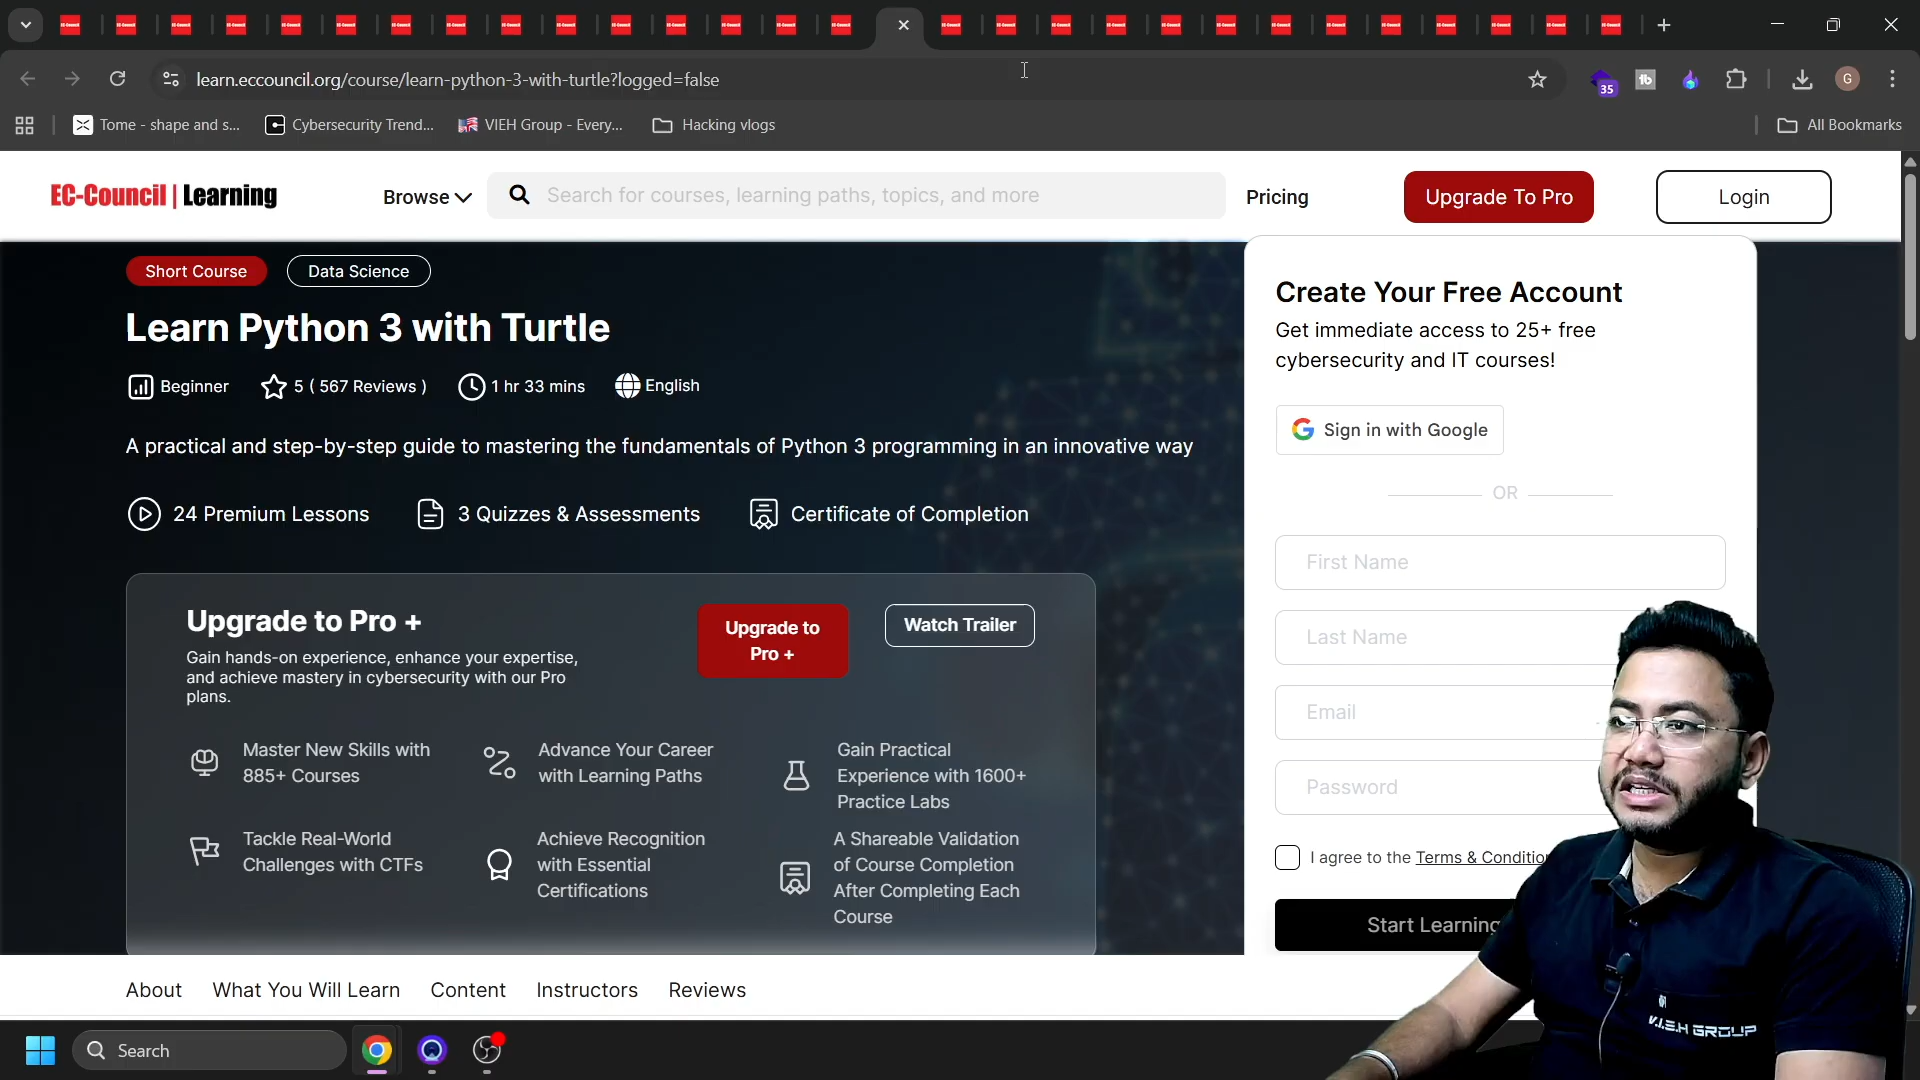 learn.eccouncil.org/course/learn-python-3-with-turtle?logged=false
35
tb
G
Tome - shape and s...
Cybersecurity Trend...
VIEH Group - Every...
Hacking vlogs
All Bookmarks
EC-Council | Learning
Browse
Search for courses, learning paths, topics, and more
Pricing
Upgrade To Pro
Login
Short Course
Data Science
Learn Python 3 with Turtle
Beginner
5 ( 567 Reviews )
1 hr 33 mins
English
A practical and step-by-step guide to mastering the fundamentals of Python 3 programming in an innovative way
24 Premium Lessons
3 Quizzes & Assessments
Certificate of Completion
Upgrade to Pro +
Gain hands-on experience, enhance your expertise,
and achieve mastery in cybersecurity with our Pro
plans.
Upgrade to
Pro +
Watch Trailer
Master New Skills with
885+ Courses
Advance Your Career
with Learning Paths
Gain Practical
Experience with 1600+
Practice Labs
Tackle Real-World
Challenges with CTFs
Achieve Recognition
with Essential
Certifications
A Shareable Validation
of Course Completion
After Completing Each
Course
Create Your Free Account
Get immediate access to 25+ free
cybersecurity and IT courses!
Sign in with Google
OR
First Name
Last Name
Email
Password
I agree to the Terms & Conditio
Start Learning
V.I.E.H GROUP
About
What You Will Learn
Content
Instructors
Reviews
Search